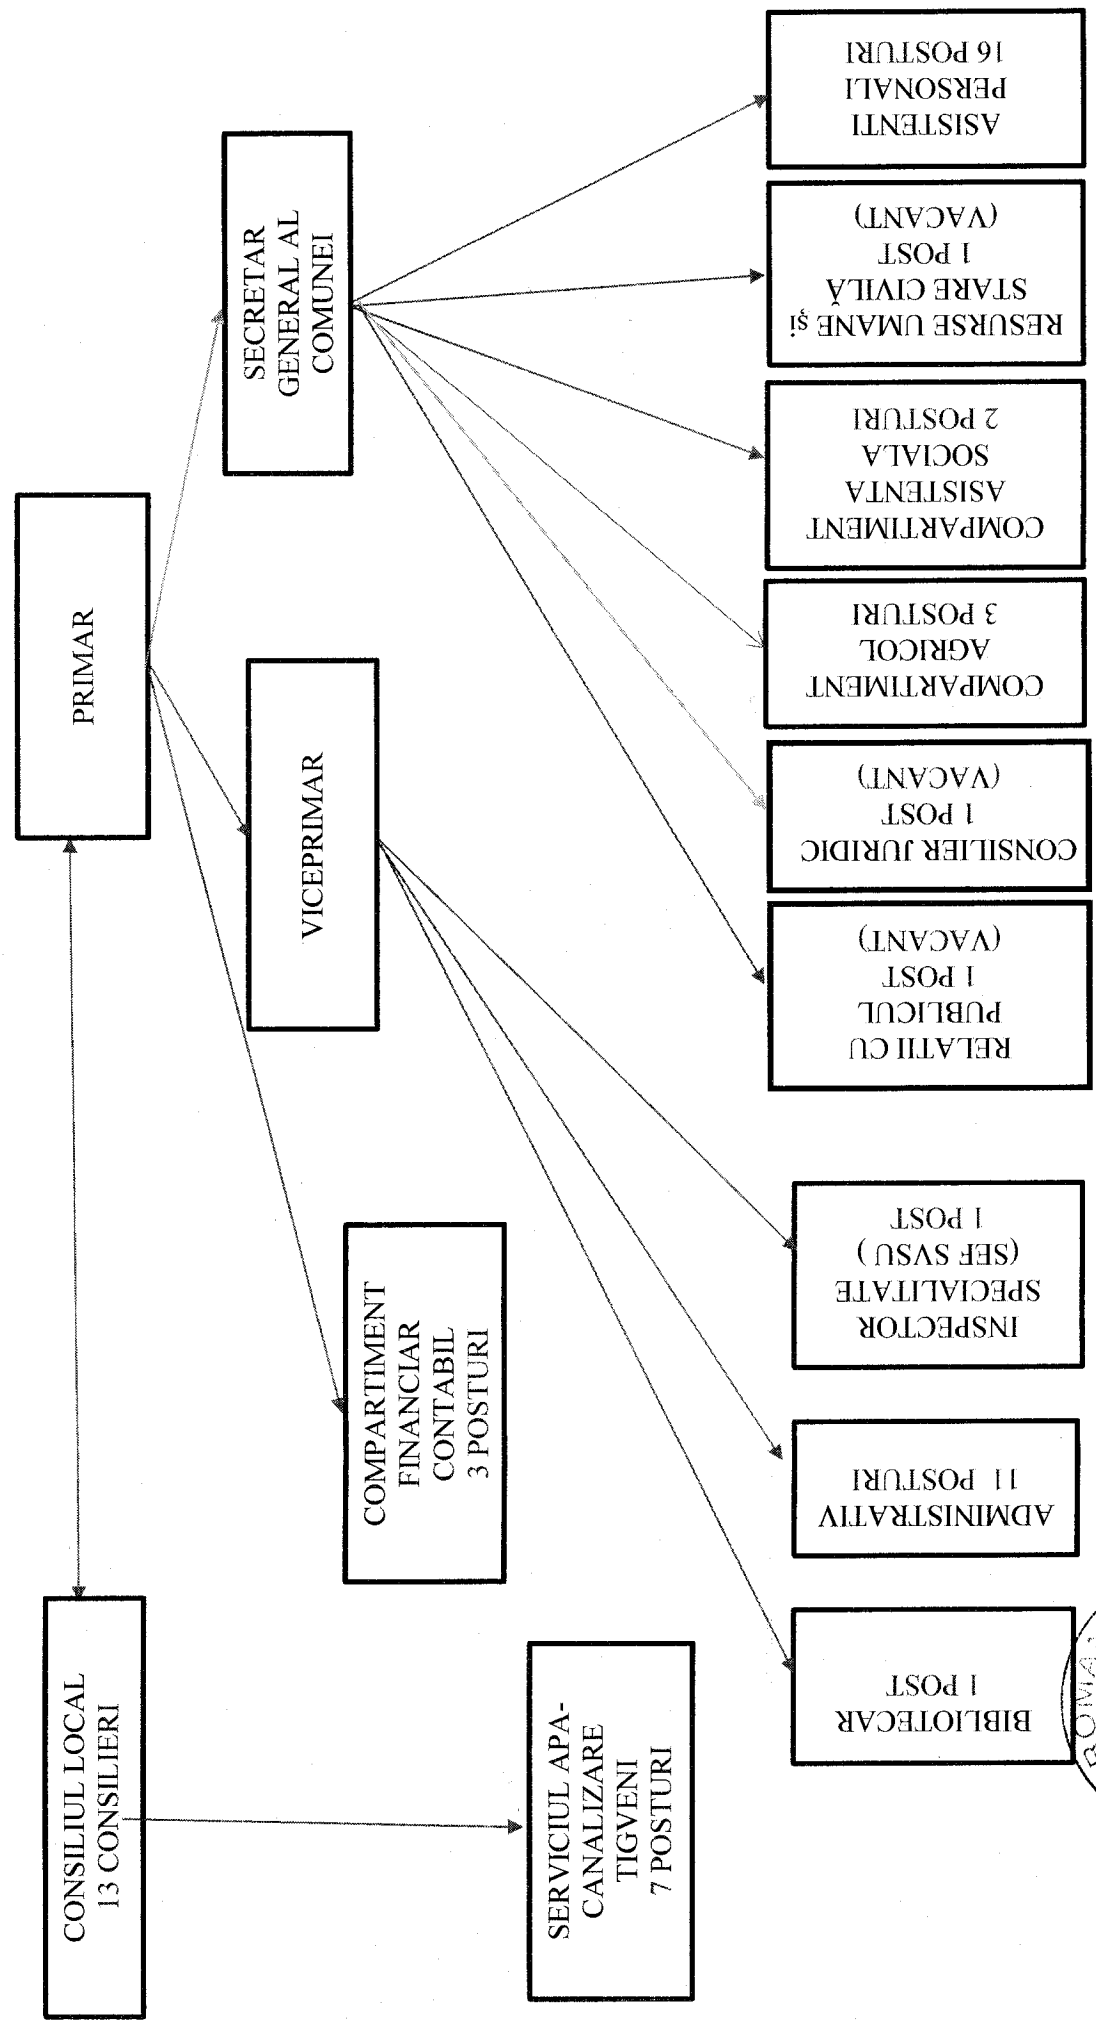 CONSILIUL LOCAL
13 CONSILIERI
PRIMAR
SERVICIUL APA-
CANALIZARE
TIGVENI
7 POSTURI
COMPARTIMENT
FINANCIAR
CONTABIL
3 POSTURI
VICEPRIMAR
SECRETAR
GENERAL AL
COMUNEI
BIBLIOTECAR
1 POST
ADMINISTRATIV
11 POSTURI
INSPECTOR
SPECIALITATE
(SEF SVSU )
1 POST
RELATII CU
PUBLICUL
1 POST
(VACANT)
CONSILIER JURIDIC
1 POST
(VACANT)
COMPARTIMENT
AGRICOL
3 POSTURI
COMPARTIMENT
ASISTENTA
SOCIALA
2 POSTURI
RESURSE UMANE și
STARE CIVILĂ
1 POST
(VACANT)
ASISTENTI
PERSONALI
16 POSTURI